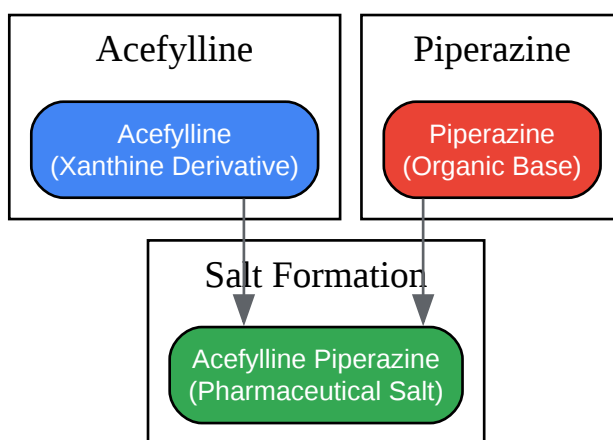 Acefylline
Piperazine
Acefylline
(Xanthine Derivative)
Piperazine
(Organic Base)
Salt Formation
Acefylline Piperazine
(Pharmaceutical Salt)